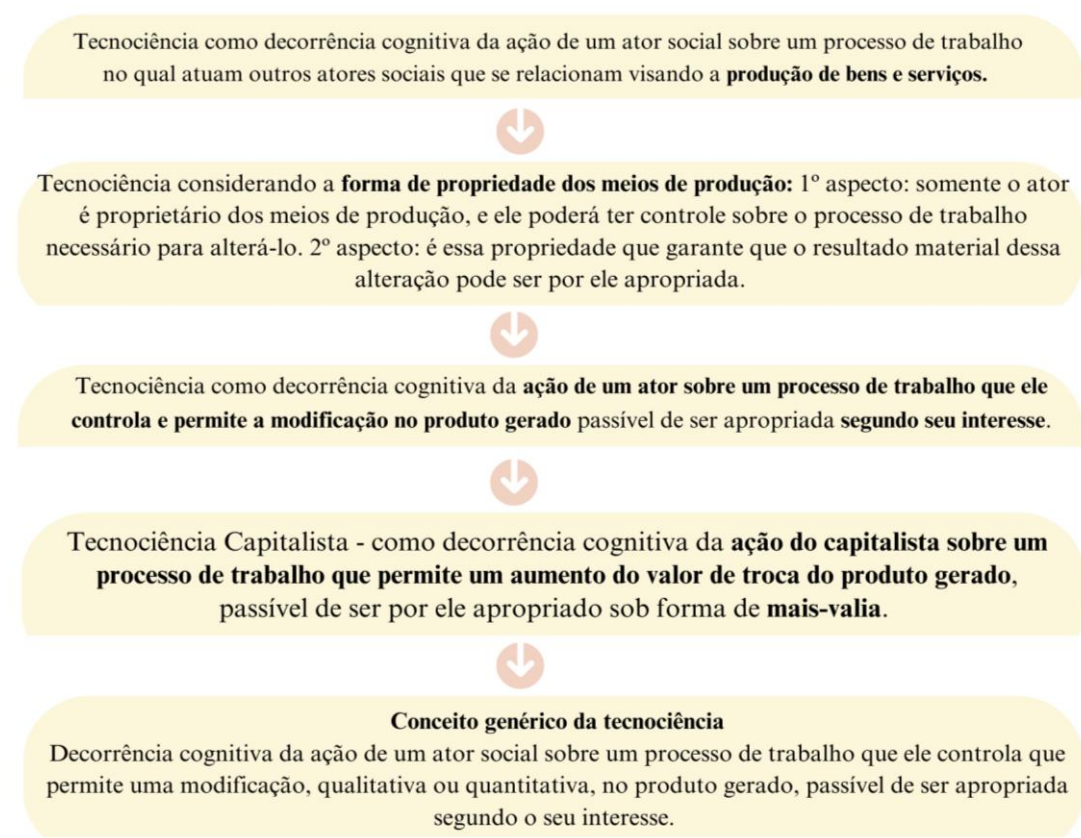 Tecnociência como decorrência cognitiva da ação de um ator social sobre um processo de trabalho
no qual atuam outros atores sociais que se relacionam visando a produção de bens e serviços.
Tecnociência considerando a forma de propriedade dos meios de produção: 1º aspecto: somente o ator
é proprietário dos meios de produção, e ele poderá ter controle sobre o processo de trabalho
necessário para alterá-lo. 2º aspecto: é essa propriedade que garante que o resultado material dessa
alteração pode ser por ele apropriada.
Tecnociência como decorrência cognitiva da ação de um ator sobre um processo de trabalho que ele
controla e permite a modificação no produto gerado passível de ser apropriada segundo seu interesse.
Tecnociência Capitalista - como decorrência cognitiva da ação do capitalista sobre um
processo de trabalho que permite um aumento do valor de troca do produto gerado,
passível de ser por ele apropriado sob forma de mais-valia.
Conceito genérico da tecnociência
Decorrência cognitiva da ação de um ator social sobre um processo de trabalho que ele controla que
permite uma modificação, qualitativa ou quantitativa, no produto gerado, passível de ser apropriada
segundo o seu interesse.